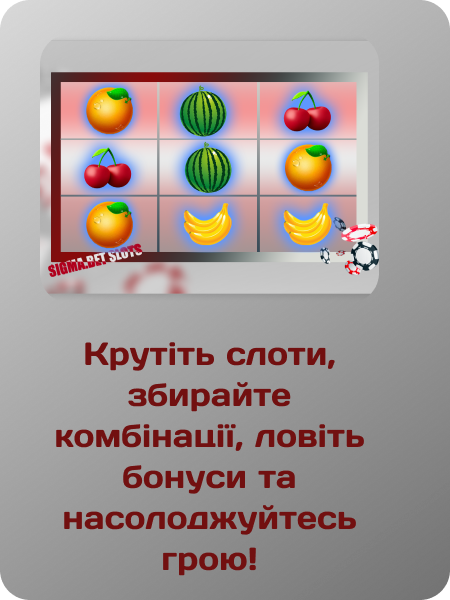 SIGMA.BET SLOTS
Крутіть слоти,
збирайте
комбінації, ловіть
бонуси та
насолоджуйтесь
грою!